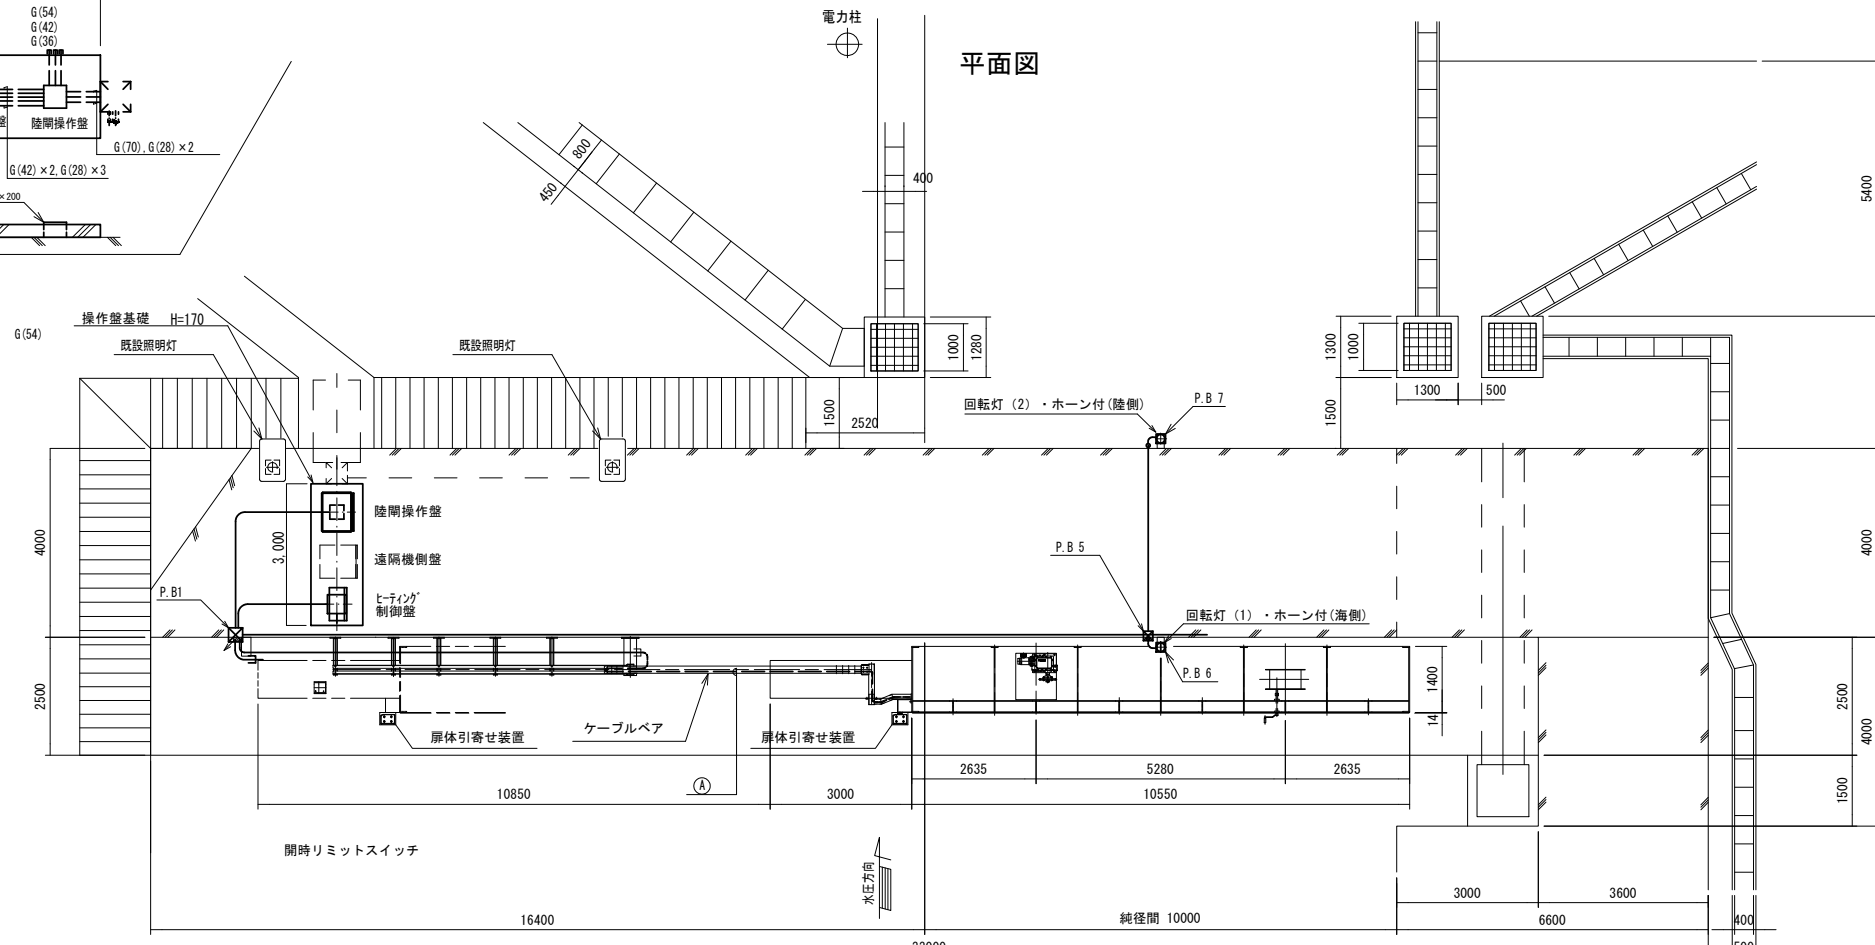 G(54)
G(42)
G(36)
盤
陸閘操作盤
G(70),G(28)×2
G(42)×2,G(28)×3
×200
電力柱
平面図
800
450
400
5400
G(54)
操作盤基礎 H=170
既設照明灯
既設照明灯
1000
1280
1300
1000
1300
500
1500
2520
1500
回転灯（2）・ホーン付(陸側)
P.B 7
4000
3,000
陸閘操作盤
遠隔機側盤
ﾋｰﾃｨﾝｸﾞ
制御盤
P.B1
P.B 5
回転灯（1）・ホーン付(海側)
P.B 6
4000
2500
1400
14
2500
4000
1500
扉体引寄せ装置
ケーブルベア
扉体引寄せ装置
A
2635
5280
2635
10850
3000
10550
開時リミットスイッチ
水圧方向
3000
3600
16400
純径間 10000
6600
400